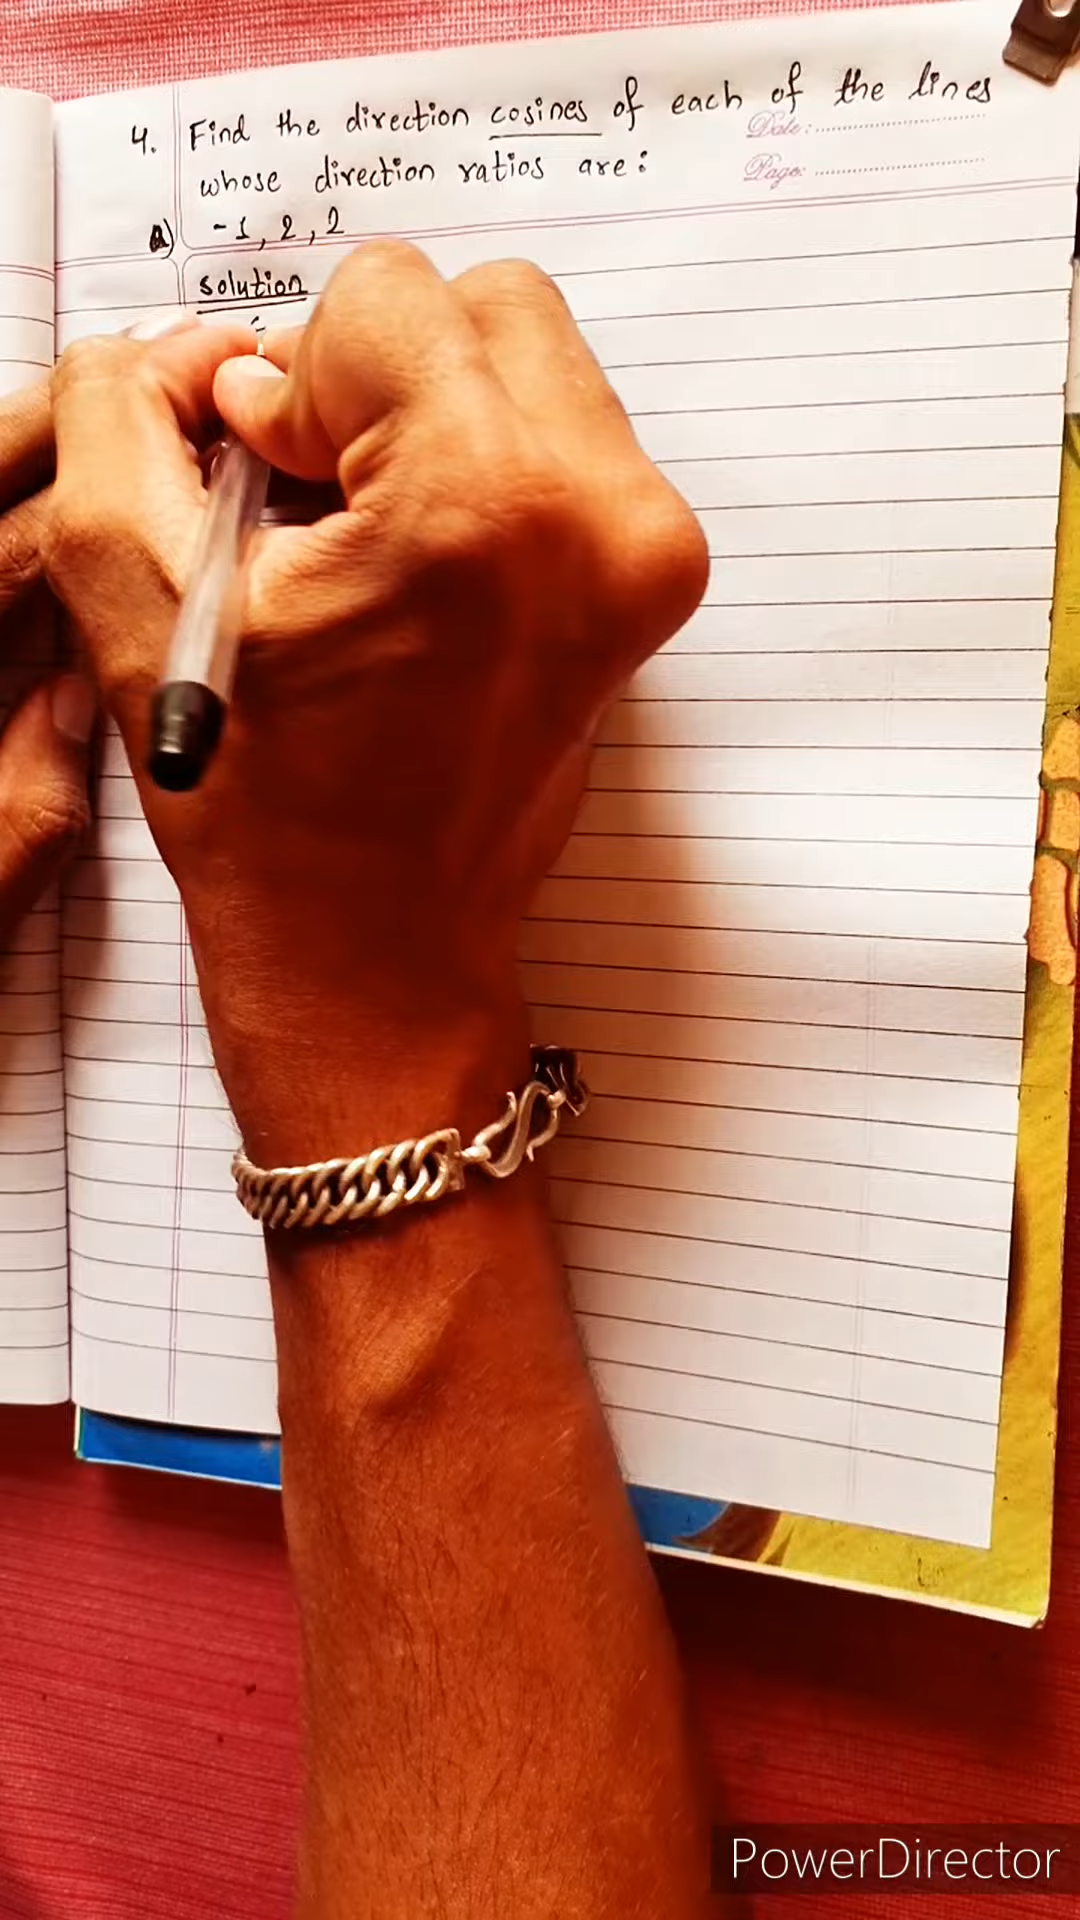 4. Find the direction cosines of each of the lines
Date:
whose direction ratios are:
Page:
a) -1, 2, 2
solution
PowerDirector